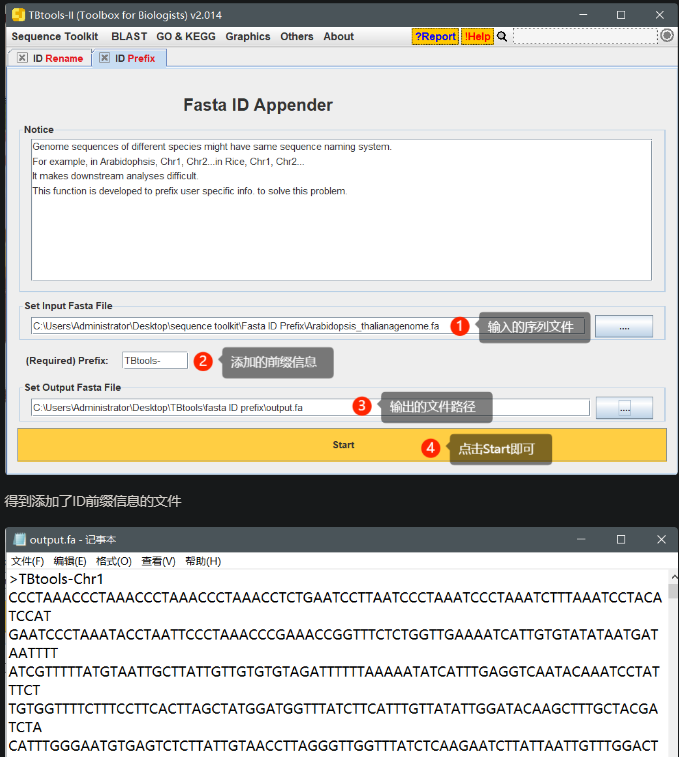 TBtools-II (Toolbox for Biologists) v2.014
Sequence Toolkit BLAST GO & KEGG Graphics Others About ?Report !Help
ID Rename ID Prefix
Fasta ID Appender
Notice
Genome sequences of different species might have same sequence naming system.
For example, in Arabidophsis, Chr1, Chr2...in Rice, Chr1, Chr2...
It makes downstream analyses difficult.
This function is developed to prefix user specific info. to solve this problem.
Set Input Fasta File
C:\Users\Administrator\Desktop\sequence toolkit\Fasta ID Prefix\Arabidopsis_thalianagenome.fa 1 输入的序列文件 ....
(Required) Prefix: TBtools- 2 添加的前缀信息
Set Output Fasta File
C:\Users\Administrator\Desktop\TBtools\fasta ID prefix\output.fa 3 输出的文件路径 ....
Start 4 点击Start即可
得到添加了ID前缀信息的文件
output.fa - 记事本
文件(F) 编辑(E) 格式(O) 查看(V) 帮助(H)
>TBtools-Chr1
CCCTAAACCCTAAACCCTAAACCCTAAACCTCTGAATCCTTAATCCCTAAATCCCTAAATCTTTAAATCCTACA
TCCAT
GAATCCCTAAATACCTAATTCCCTAAACCCGAAACCGGTTTCTCTGGTTGAAAATCATTGTGTATATAATGAT
AATTTT
ATCGTTTTTATGTAATTGCTTATTGTTGTGTGTAGATTTTTTAAAAATATCATTTGAGGTCAATACAAATCCTAT
TTCT
TGTGGTTTTCTTTCCTTCACTTAGCTATGGATGGTTTATCTTCATTTGTTATATTGGATACAAGCTTTGCTACGA
TCTA
CATTTGGGAATGTGAGTCTCTTATTGTAACCTTAGGGTTGGTTTATCTCAAGAATCTTATTAATTGTTTGGACT